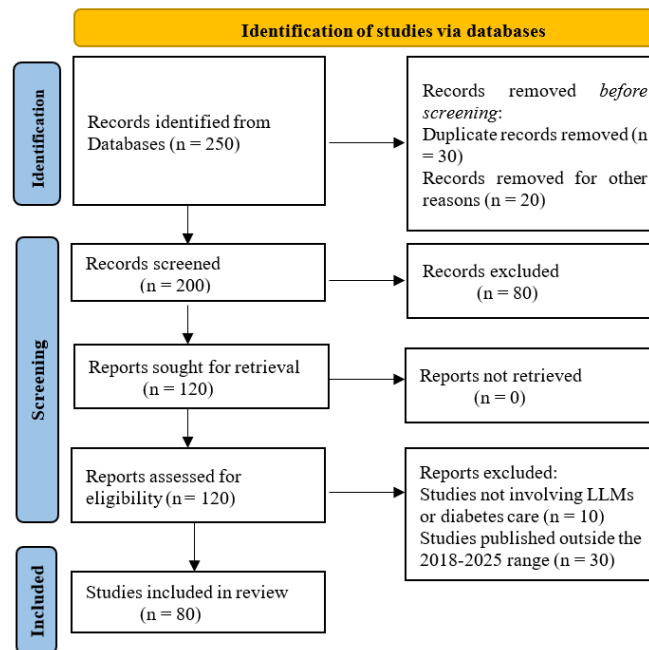 Identification of studies via databases
Identification
Records identified from
Databases (n = 250)
Records removed before
screening:
Duplicate records removed (n
= 30)
Records removed for other
reasons (n = 20)
Screening
Records screened
(n = 200)
Records excluded
(n = 80)
Reports sought for retrieval
(n = 120)
Reports not retrieved
(n = 0)
Reports assessed for
eligibility (n = 120)
Reports excluded:
Studies not involving LLMs
or diabetes care (n = 10)
Studies published outside the
2018-2025 range (n = 30)
Included
Studies included in review
(n = 80)